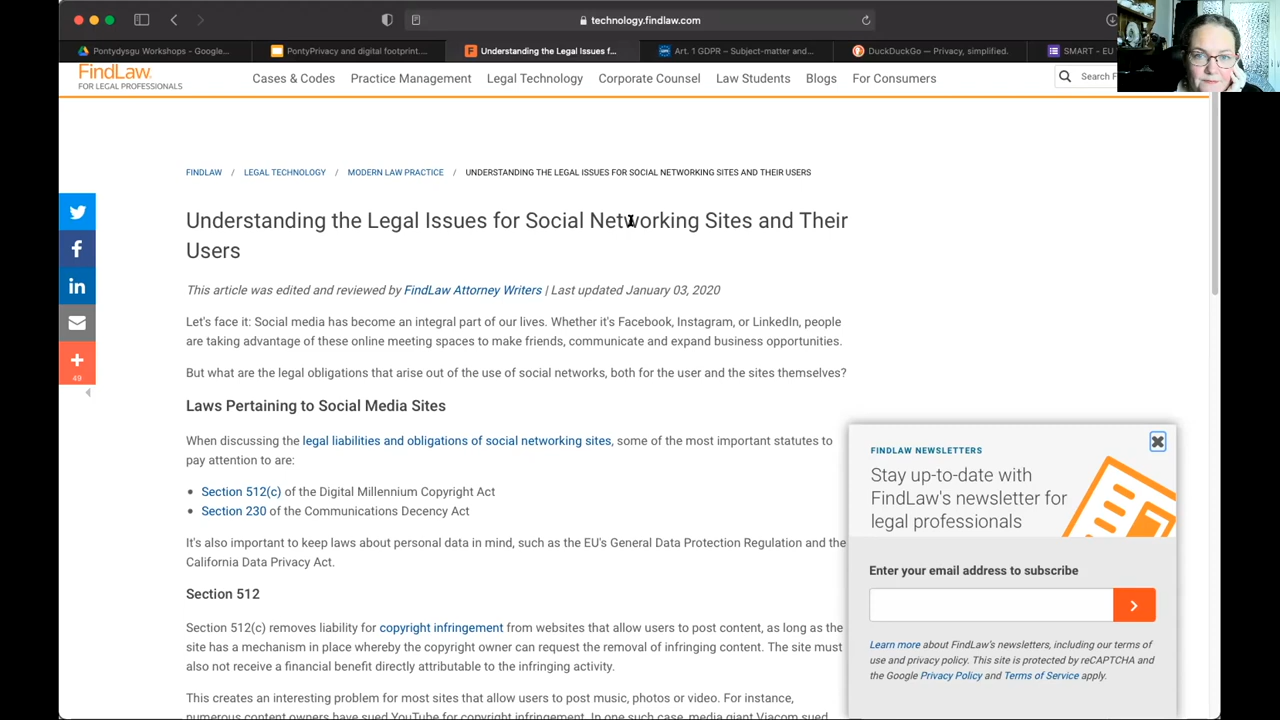 technology.findlaw.com
Pontydysgu Workshops - Google...
PontyPrivacy and digital footprint....
Understanding the Legal Issues f...
Art. 1 GDPR – Subject-matter and...
DuckDuckGo — Privacy, simplified.
SMART - EU
FindLaw
FOR LEGAL PROFESSIONALS
Cases & Codes
Practice Management
Legal Technology
Corporate Counsel
Law Students
Blogs
For Consumers
Search F
FINDLAW / LEGAL TECHNOLOGY / MODERN LAW PRACTICE / UNDERSTANDING THE LEGAL ISSUES FOR SOCIAL NETWORKING SITES AND THEIR USERS
Understanding the Legal Issues for Social Networking Sites and Their
Users
This article was edited and reviewed by FindLaw Attorney Writers | Last updated January 03, 2020
Let's face it: Social media has become an integral part of our lives. Whether it's Facebook, Instagram, or LinkedIn, people
are taking advantage of these online meeting spaces to make friends, communicate and expand business opportunities.
But what are the legal obligations that arise out of the use of social networks, both for the user and the sites themselves?
Laws Pertaining to Social Media Sites
When discussing the legal liabilities and obligations of social networking sites, some of the most important statutes to
pay attention to are:
• Section 512(c) of the Digital Millennium Copyright Act
• Section 230 of the Communications Decency Act
It's also important to keep laws about personal data in mind, such as the EU's General Data Protection Regulation and the
California Data Privacy Act.
Section 512
Section 512(c) removes liability for copyright infringement from websites that allow users to post content, as long as the
site has a mechanism in place whereby the copyright owner can request the removal of infringing content. The site must
also not receive a financial benefit directly attributable to the infringing activity.
This creates an interesting problem for most sites that allow users to post music, photos or video. For instance,
numerous content owners have sued YouTube for copyright infringement. In one such case, media giant Viacom sued
49
FINDLAW NEWSLETTERS
Stay up-to-date with
FindLaw's newsletter for
legal professionals
Enter your email address to subscribe
Learn more about FindLaw's newsletters, including our terms of
use and privacy policy. This site is protected by reCAPTCHA and
the Google Privacy Policy and Terms of Service apply.